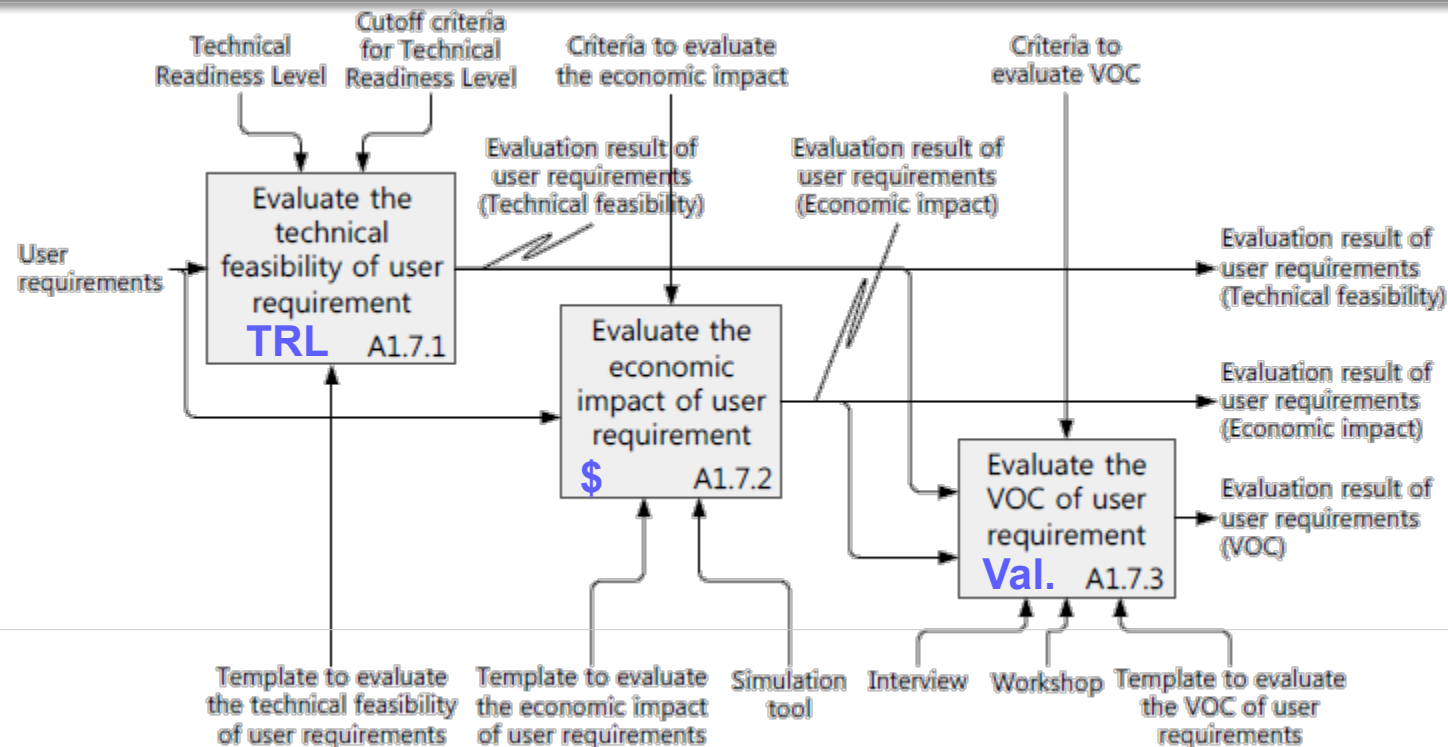 Technical
Readiness Level
Cutoff criteria
for Technical
Readiness Level
Criteria to evaluate
the economic impact
Criteria to
evaluate VOC
Evaluation result of
user requirements
(Technical feasibility)
Evaluation result of
user requirements
(Economic impact)
User
requirements
Evaluate the
technical
feasibility of user
requirement
TRL A1.7.1
Evaluation result of
user requirements
(Technical feasibility)
Evaluate the
economic
impact of user
requirement
$ A1.7.2
Evaluation result of
user requirements
(Economic impact)
Evaluate the
VOC of user
requirement
Val. A1.7.3
Evaluation result of
user requirements
(VOC)
Template to evaluate
the technical feasibility
of user requirements
Template to evaluate
the economic impact
of user requirements
Simulation
tool
Interview
Workshop
Template to evaluate
the VOC of user
requirements